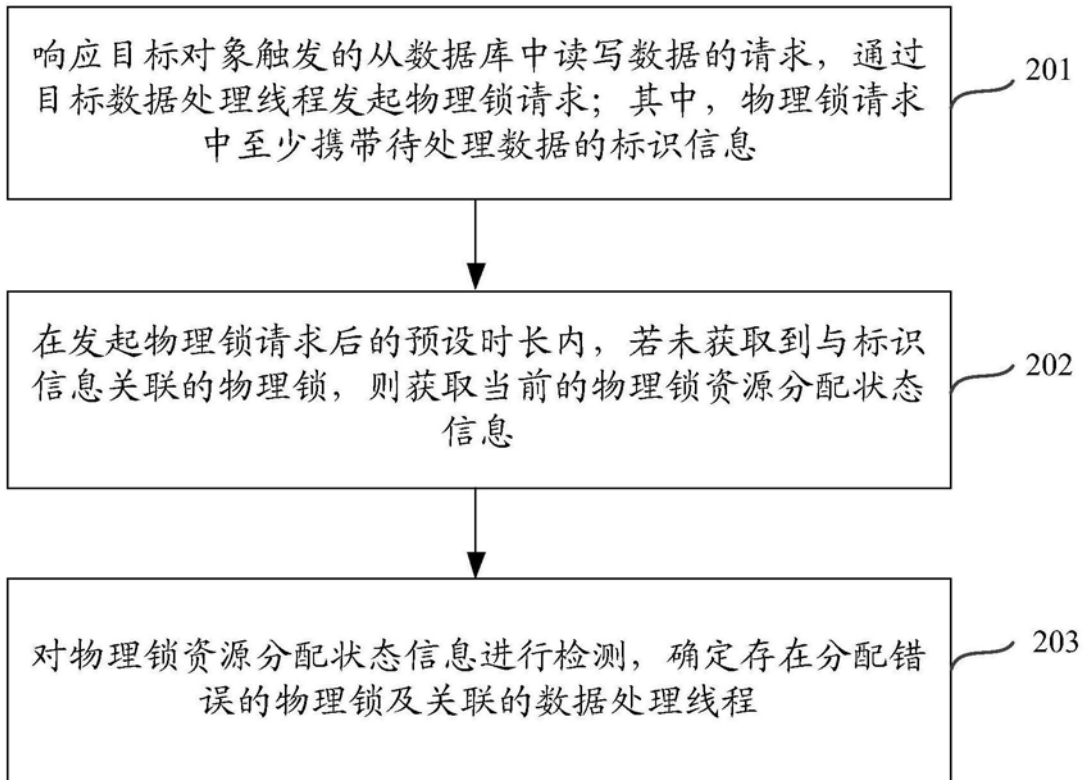 响应目标对象触发的从数据库中读写数据的请求，通过
目标数据处理线程发起物理锁请求；其中，物理锁请求
中至少携带待处理数据的标识信息
201
在发起物理锁请求后的预设时长内，若未获取到与标识
信息关联的物理锁，则获取当前的物理锁资源分配状态
信息
202
对物理锁资源分配状态信息进行检测，确定存在分配错
误的物理锁及关联的数据处理线程
203